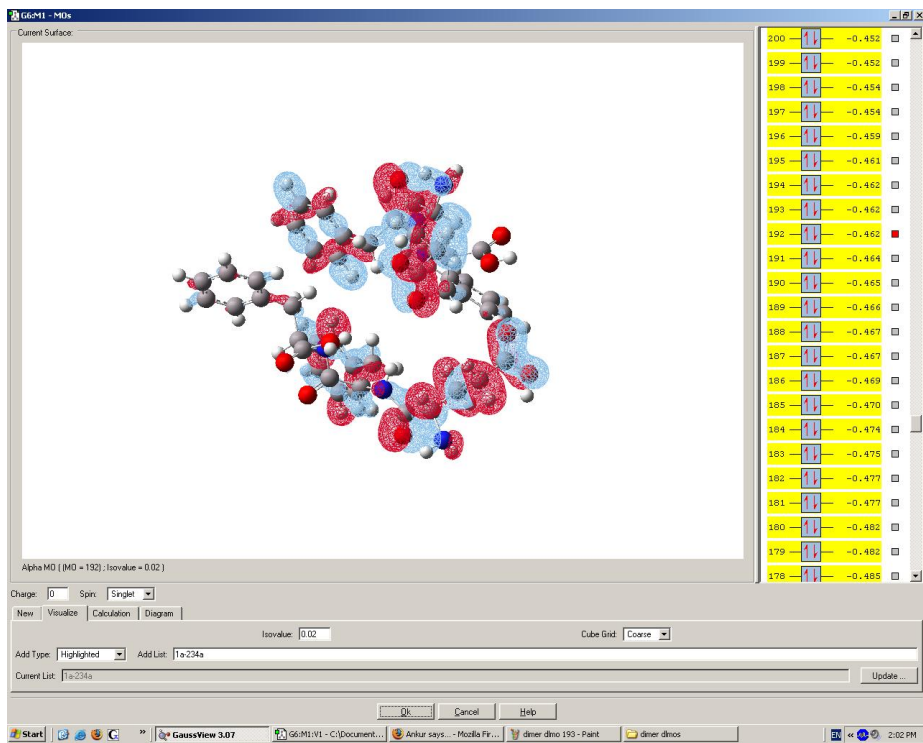 G6:M1 - MOs
Current Surface:
200 -0.452
199 -0.452
198 -0.454
197 -0.454
196 -0.459
195 -0.461
194 -0.462
193 -0.462
192 -0.462
191 -0.464
190 -0.465
189 -0.466
188 -0.467
187 -0.467
186 -0.469
185 -0.470
184 -0.474
183 -0.475
182 -0.477
181 -0.477
180 -0.482
179 -0.482
178 -0.485
Alpha MO ( (MO = 192) ; Isovalue = 0.02 )
Charge: 0 Spin: Singlet
New Visualize Calculation Diagram
Isovalue: 0.02 Cube Grid: Coarse
Add Type: Highlighted Add List: 1a-234a
Current List: 1a-234a Update ...
Ok Cancel Help
Start » GaussView 3.07 G6:M1:V1 - C:\Document... Ankur says... - Mozilla Fir... dimer dlmo 193 - Paint dimer dlmos EN « 2:02 PM